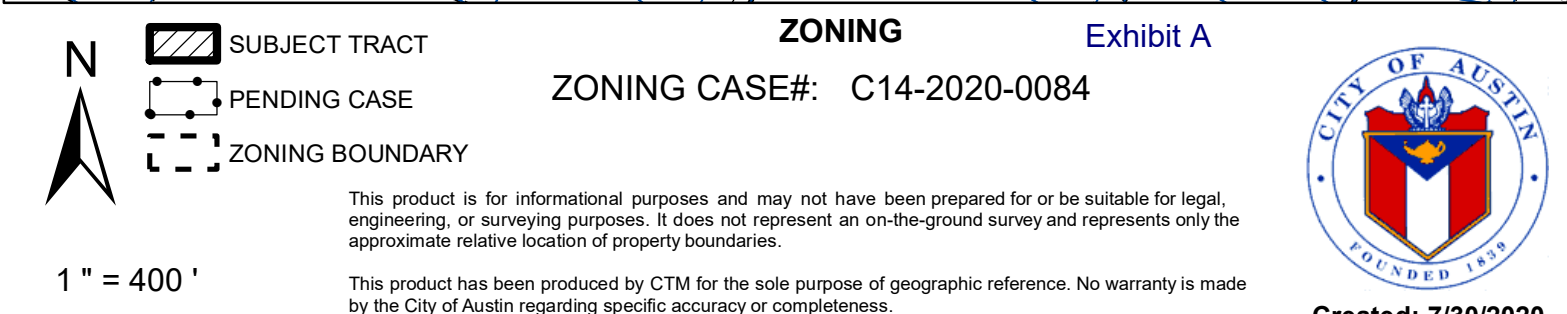 N
SUBJECT TRACT
PENDING CASE
ZONING BOUNDARY
1 " = 400 '
ZONING
Exhibit A
ZONING CASE#: C14-2020-0084
This product is for informational purposes and may not have been prepared for or be suitable for legal,
engineering, or surveying purposes. It does not represent an on-the-ground survey and represents only the
approximate relative location of property boundaries.
This product has been produced by CTM for the sole purpose of geographic reference. No warranty is made
by the City of Austin regarding specific accuracy or completeness.
CITY OF AUSTIN
FOUNDED 1839
Created: 7/30/2020